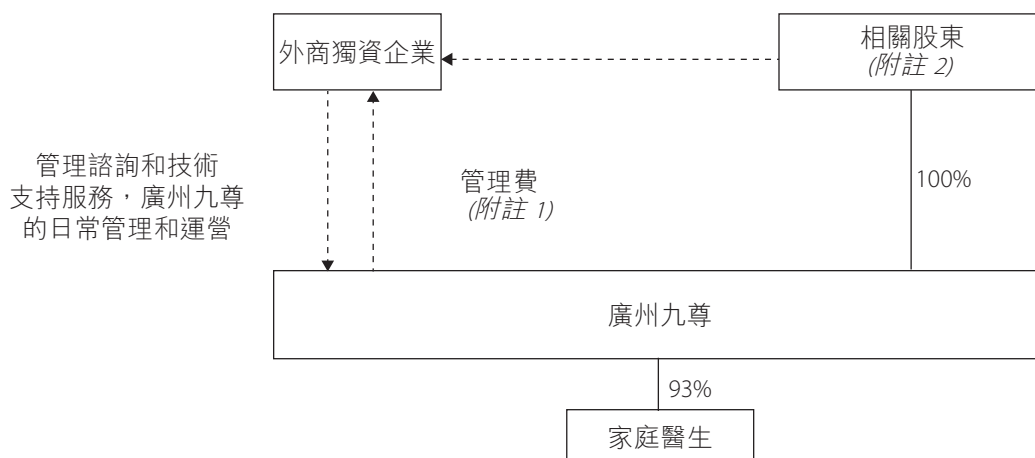 外商獨資企業
相關股東
(附註 2)
管理諮詢和技術
支持服務，廣州九尊
的日常管理和運營
管理費
(附註 1)
100%
廣州九尊
93%
家庭醫生